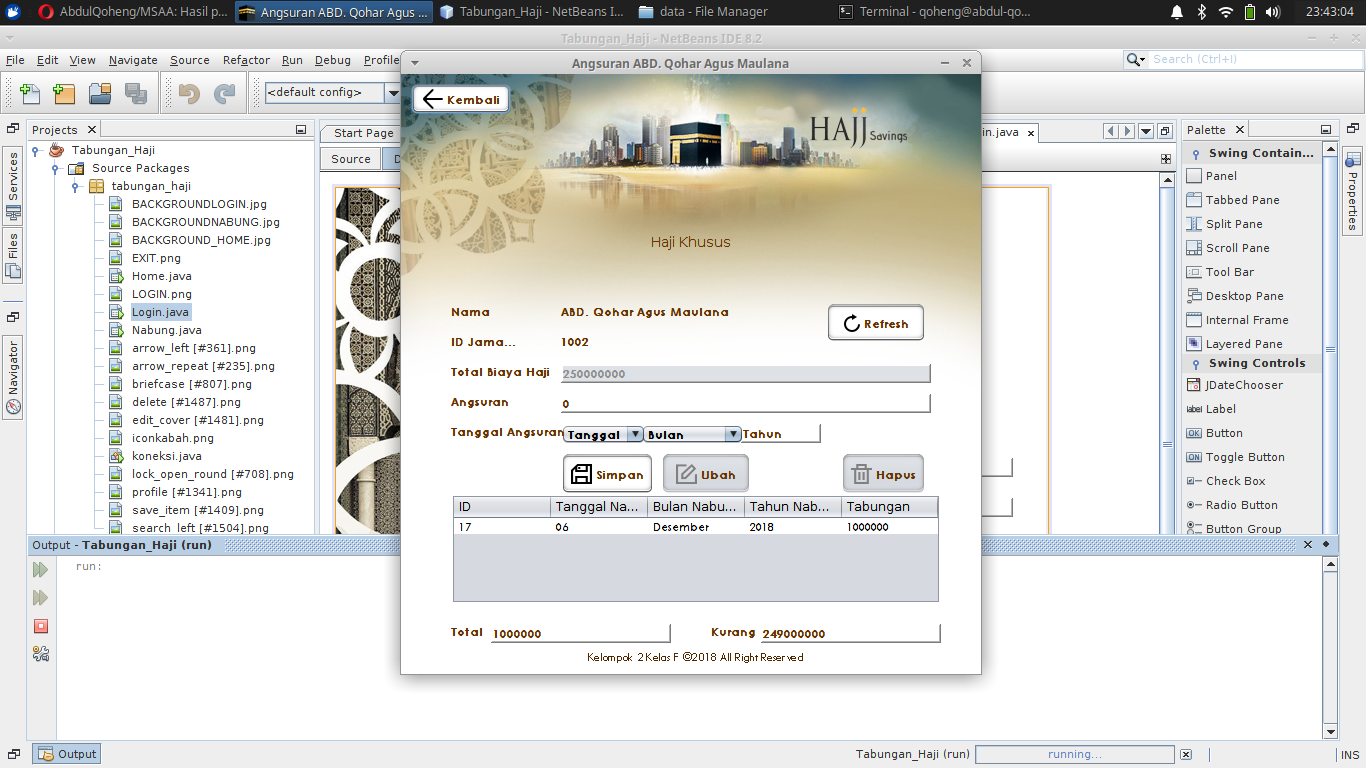 AbdulQoheng/MSAA: Hasil p...
Angsuran ABD. Qohar Agus ...
Tabungan_Haji - NetBeans I...
data - File Manager
Terminal - qoheng@abdul-qo...
23:43:04
Tabungan_Haji - NetBeans IDE 8.2
File Edit View Navigate Source Refactor Run Debug Profile
Search (Ctrl+I)
<default config>
Services
Files
Navigator
Projects
Tabungan_Haji
Source Packages
tabungan_haji
BACKGROUNDLOGIN.jpg
BACKGROUNDNABUNG.jpg
BACKGROUND_HOME.jpg
EXIT.png
Home.java
LOGIN.png
Login.java
Nabung.java
arrow_left [#361].png
arrow_repeat [#235].png
briefcase [#807].png
delete [#1487].png
edit_cover [#1481].png
iconkabah.png
koneksi.java
lock_open_round [#708].png
profile [#1341].png
save_item [#1409].png
search_left [#1504].png
Start Page
in.java
Source
Angsuran ABD. Qohar Agus Maulana
Kembali
HAJJ Savings
Haji Khusus
Nama ABD. Qohar Agus Maulana
Refresh
ID Jama... 1002
Total Biaya Haji 250000000
Angsuran 0
Tanggal Angsuran Tanggal Bulan Tahun
Simpan Ubah Hapus
ID Tanggal Na... Bulan Nabu... Tahun Nab... Tabungan
17 06 Desember 2018 1000000
Total 1000000 Kurang 249000000
Kelompok 2 Kelas F ©2018 All Right Reserved
Palette
Swing Contain...
Panel
Tabbed Pane
Split Pane
Scroll Pane
Tool Bar
Desktop Pane
Internal Frame
Layered Pane
Swing Controls
JDateChooser
label Label
OK Button
ON Toggle Button
Check Box
Radio Button
Button Group
Properties
Output - Tabungan_Haji (run)
run:
Output
Tabungan_Haji (run)
running...
INS